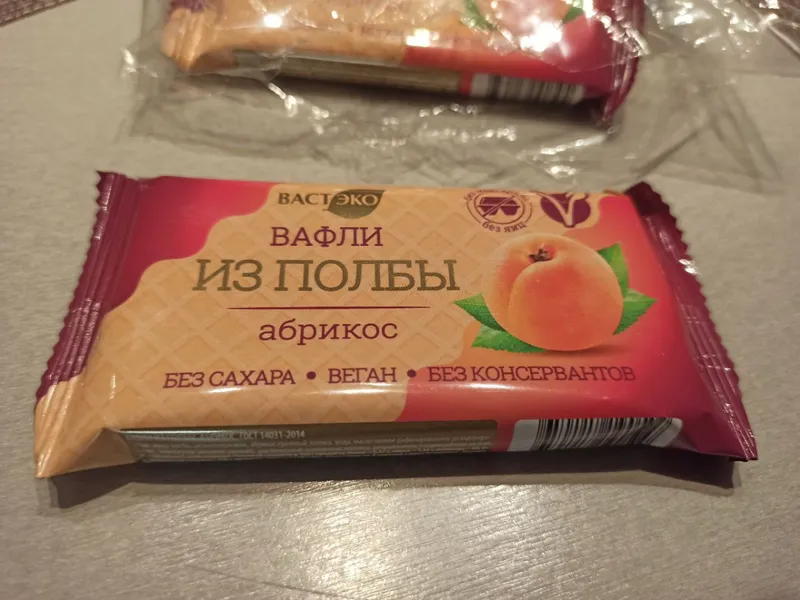 ВАСТЭКО
без яиц
ВАФЛИ
ИЗ ПОЛБЫ
абрикос
БЕЗ САХАРА • ВЕГАН • БЕЗ КОНСЕРВАНТОВ
ГОСТ 14031-2014